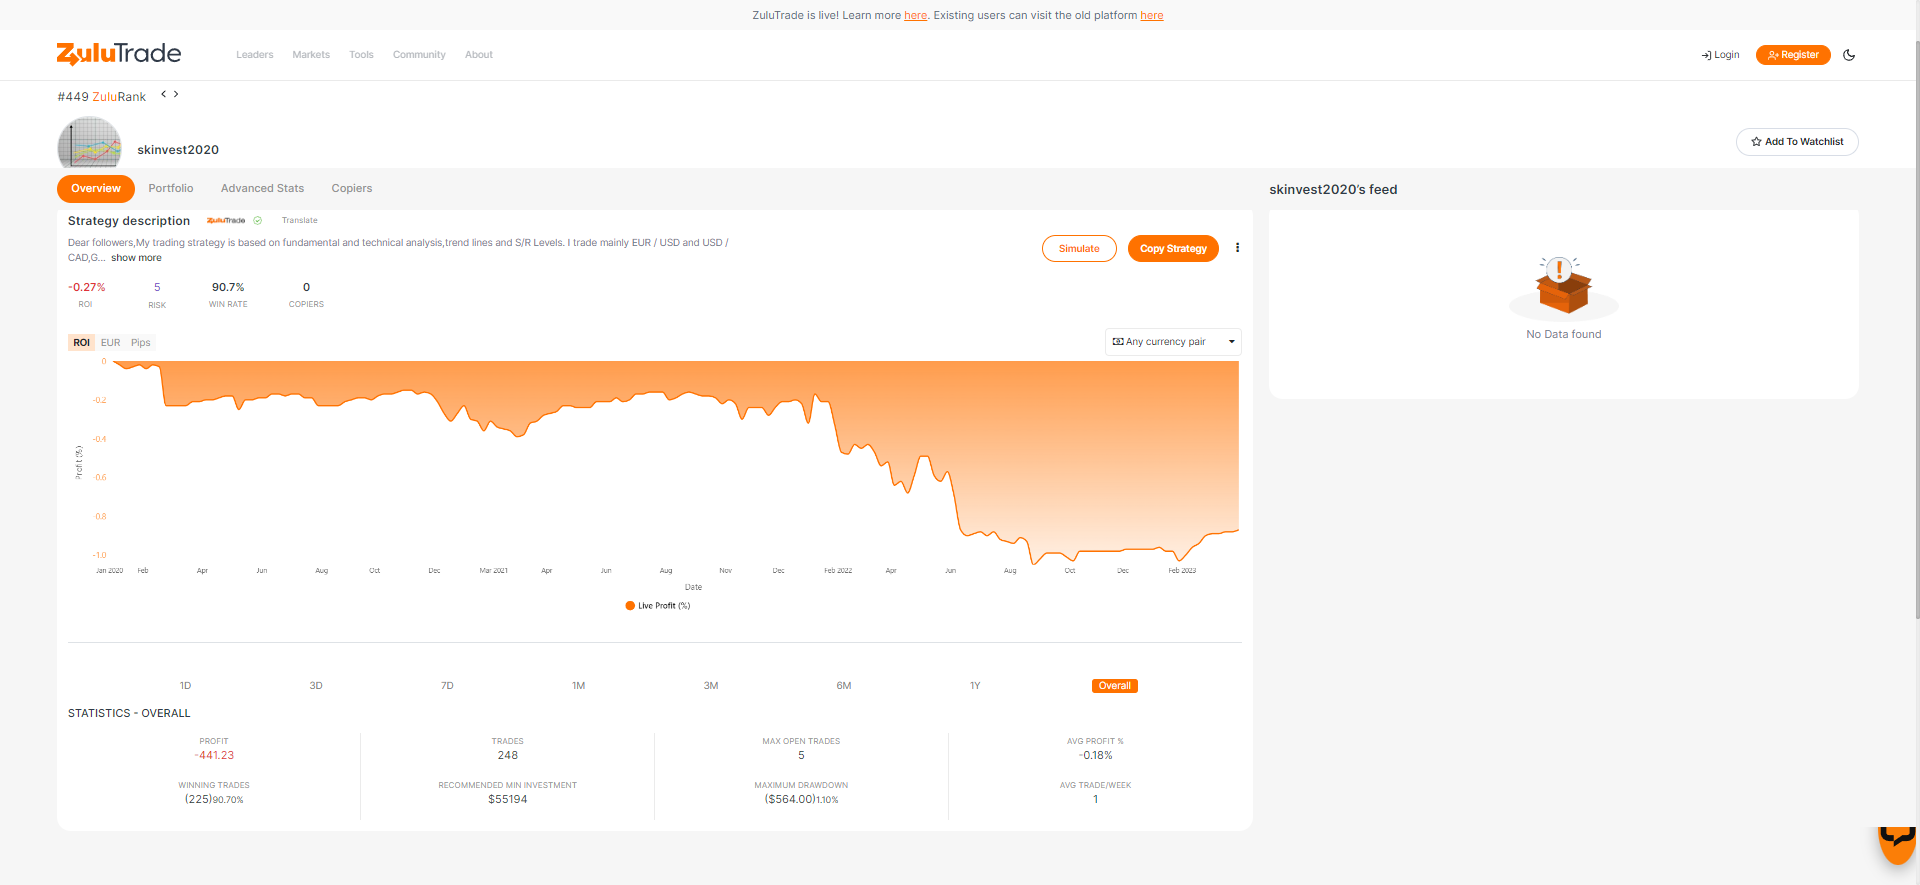 ZuluTrade is live! Learn more here. Existing users can visit the old platform here
ZuluTrade
Leaders Markets Tools Community About
Login Register
#449 ZuluRank
skinvest2020
Add To Watchlist
Overview Portfolio Advanced Stats Copiers
skinvest2020's feed
Strategy description ZuluTrade Translate
Dear followers,My trading strategy is based on fundamental and technical analysis,trend lines and S/R Levels. I trade mainly EUR / USD and USD /
CAD,G... show more
Simulate Copy Strategy
-0.27% 5 90.7% 0
ROI RISK WIN RATE COPIERS
No Data found
ROI EUR Pips
Any currency pair
0
-0.2
-0.4
-0.6
-0.8
-1.0
Profit (%)
Jan 2020 Feb Apr Jun Aug Oct Dec Mar 2021 Apr Jun Aug Nov Dec Feb 2022 Apr Jun Aug Oct Dec Feb 2023
Date
Live Profit (%)
1D 3D 7D 1M 3M 6M 1Y Overall
STATISTICS - OVERALL
PROFIT TRADES MAX OPEN TRADES AVG PROFIT %
-441.23 248 5 -0.18%
WINNING TRADES RECOMMENDED MIN INVESTMENT MAXIMUM DRAWDOWN AVG TRADE/WEEK
(225)90.70% $55194 ($564.00)1.10% 1